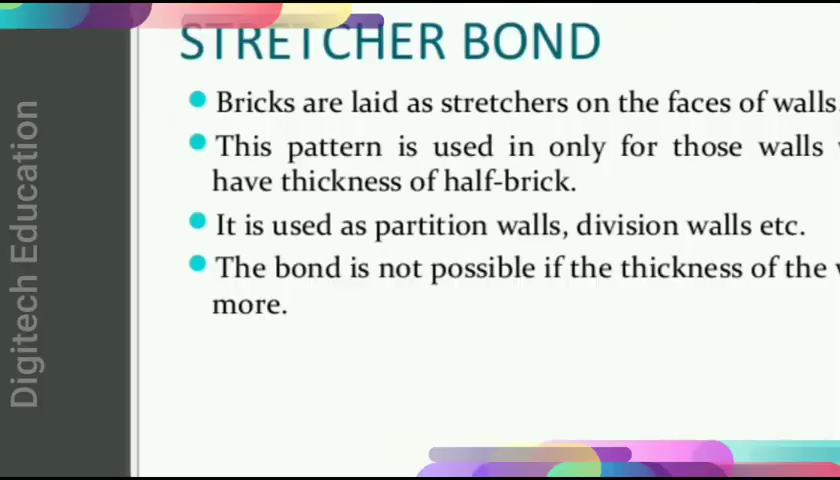 STRETCHER BOND
Bricks are laid as stretchers on the faces of walls
This pattern is used in only for those walls
have thickness of half-brick.
It is used as partition walls, division walls etc.
The bond is not possible if the thickness of the
more.
Digitech Education